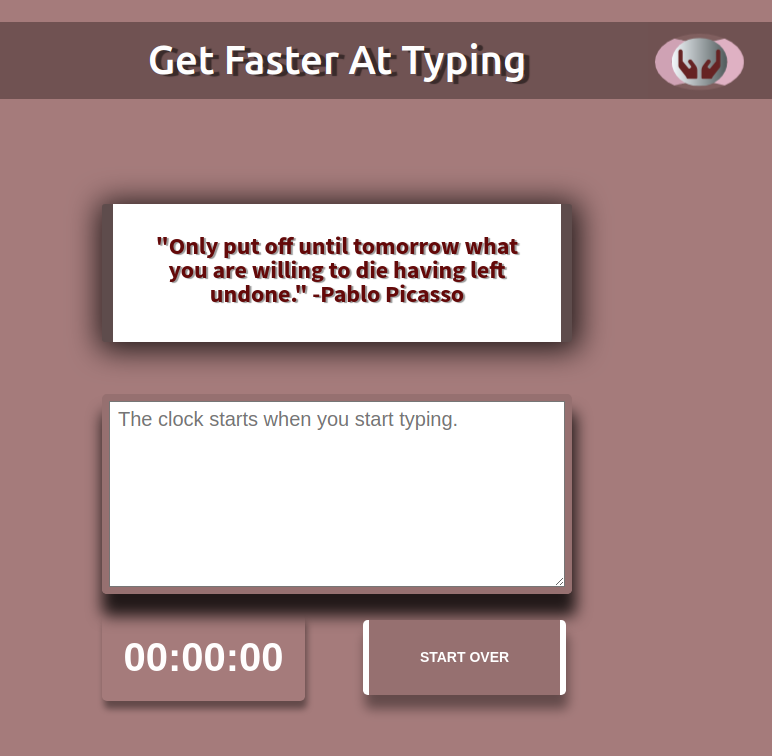 Get Faster At Typing
"Only put off until tomorrow what
you are willing to die having left
undone." -Pablo Picasso
The clock starts when you start typing.
00:00:00
START OVER